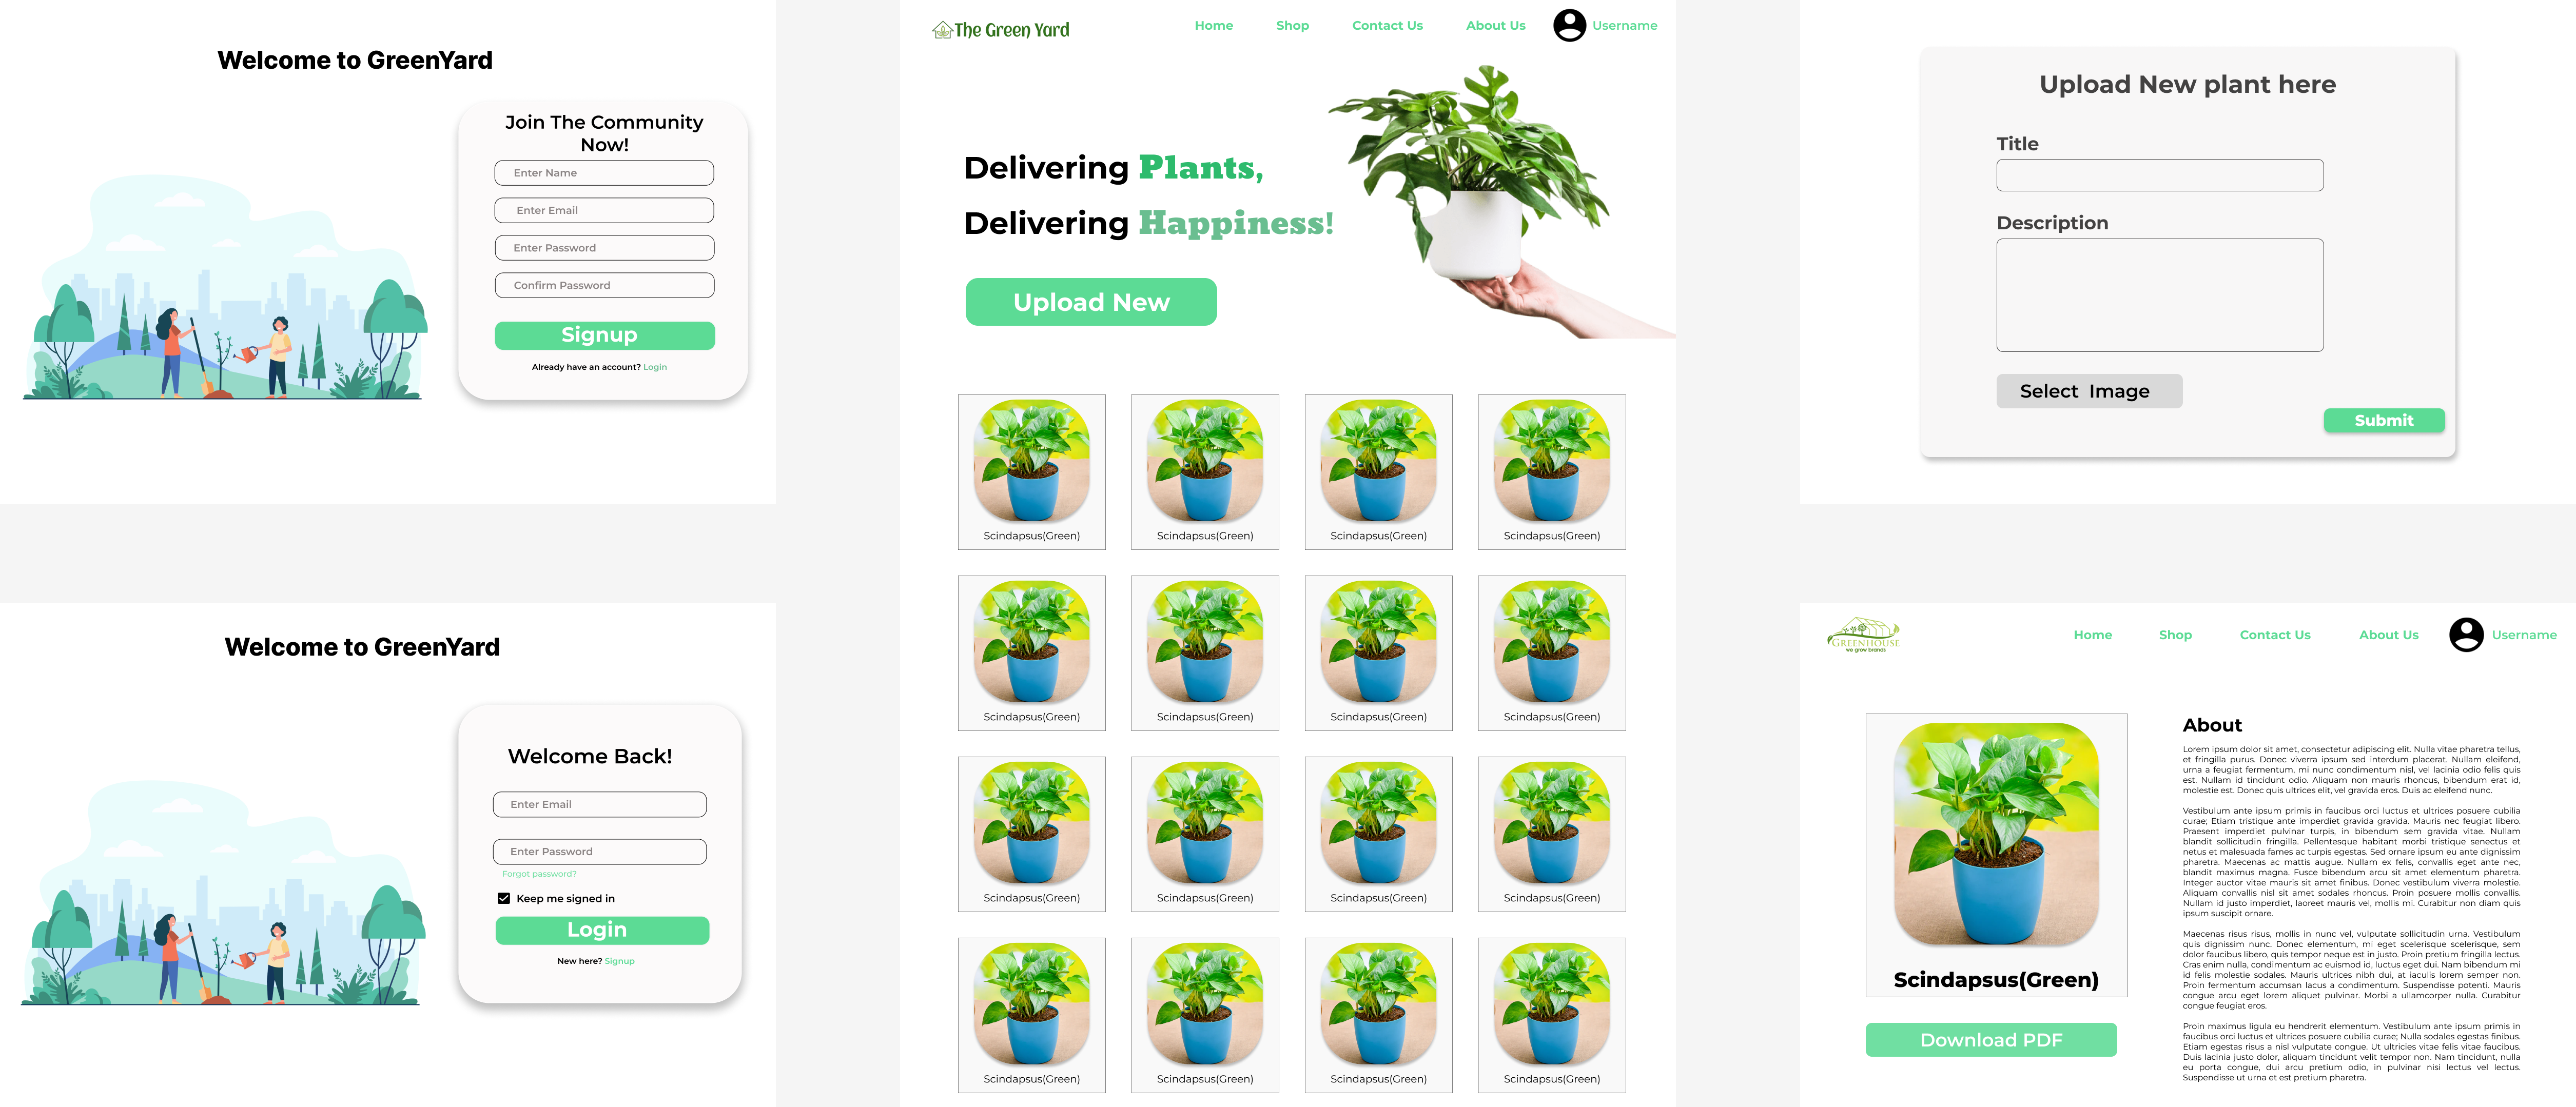 Welcome to GreenYard
Join The Community
Now!
Enter Name
Enter Email
Enter Password
Confirm Password
Signup
Already have an account? Login
Welcome to GreenYard
Welcome Back!
Enter Email
Enter Password
Forgot password?
Keep me signed in
Login
New here? Signup
The Green Yard
Home Shop Contact Us About Us Username
Delivering Plants,
Delivering Happiness!
Upload New
Scindapsus(Green) Scindapsus(Green) Scindapsus(Green) Scindapsus(Green)
Scindapsus(Green) Scindapsus(Green) Scindapsus(Green) Scindapsus(Green)
Scindapsus(Green) Scindapsus(Green) Scindapsus(Green) Scindapsus(Green)
Scindapsus(Green) Scindapsus(Green) Scindapsus(Green) Scindapsus(Green)
Upload New plant here
Title
Description
Select Image
Submit
GREENHOUSE
we grow brands
Home Shop Contact Us About Us Username
Scindapsus(Green)
Download PDF
About
Lorem ipsum dolor sit amet, consectetur adipiscing elit. Nulla vitae pharetra tellus,
et fringilla purus. Donec viverra ipsum sed interdum placerat. Nullam eleifend,
urna a feugiat fermentum, mi nunc condimentum nisl, vel lacinia odio felis quis
est. Nullam id tincidunt odio. Aliquam non mauris rhoncus, bibendum erat id,
molestie est. Donec quis ultrices elit, vel gravida eros. Duis ac eleifend nunc.
Vestibulum ante ipsum primis in faucibus orci luctus et ultrices posuere cubilia
curae; Etiam tristique ante imperdiet gravida gravida. Mauris nec feugiat libero.
Praesent imperdiet pulvinar turpis, in bibendum sem gravida vitae. Nullam
blandit sollicitudin fringilla. Pellentesque habitant morbi tristique senectus et
netus et malesuada fames ac turpis egestas. Sed ornare ipsum eu ante dignissim
pharetra. Maecenas ac mattis augue. Nullam ex felis, convallis eget ante nec,
blandit maximus magna. Fusce bibendum arcu sit amet elementum pharetra.
Integer auctor vitae mauris sit amet finibus. Donec vestibulum viverra molestie.
Aliquam convallis nisl sit amet sodales rhoncus. Proin posuere mollis convallis.
Nullam id justo imperdiet, laoreet mauris vel, mollis mi. Curabitur non diam quis
ipsum suscipit ornare.
Maecenas risus risus, mollis in nunc vel, vulputate sollicitudin urna. Vestibulum
quis dignissim nunc. Donec elementum, mi eget scelerisque scelerisque, sem
dolor faucibus libero, quis tempor neque est in justo. Proin pretium fringilla lectus.
Cras enim nulla, condimentum ac euismod id, luctus eget dui. Nam bibendum mi
id felis molestie sodales. Mauris ultrices nibh dui, at iaculis lorem semper non.
Proin fermentum accumsan lacus a condimentum. Suspendisse potenti. Mauris
congue arcu eget lorem aliquet pulvinar. Morbi a ullamcorper nulla. Curabitur
congue feugiat eros.
Proin maximus ligula eu hendrerit elementum. Vestibulum ante ipsum primis in
faucibus orci luctus et ultrices posuere cubilia curae; Nulla sodales egestas finibus.
Etiam egestas risus a nisl vulputate congue. Ut ultricies vitae felis vitae faucibus.
Duis lacinia justo dolor, aliquam tincidunt velit tempor non. Nam tincidunt, nulla
eu porta congue, dui arcu pretium odio, in pulvinar nisi lectus vel lectus.
Suspendisse ut urna et est pretium pharetra.